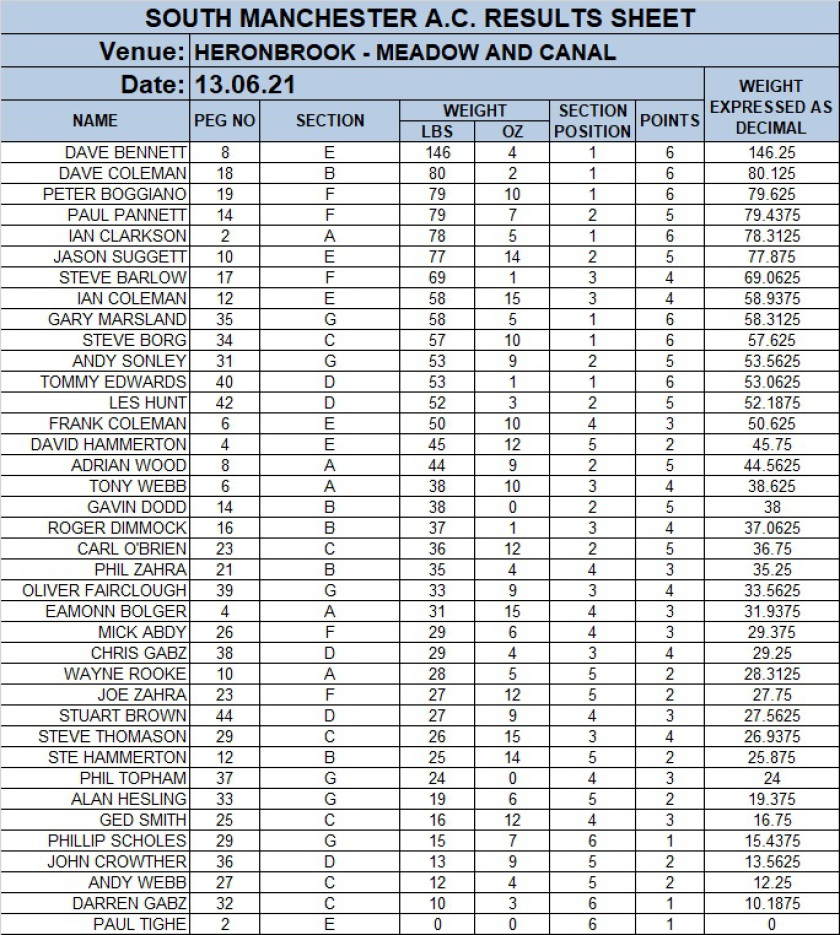 SOUTH MANCHESTER A.C. RESULTS SHEET
Venue: HERONBROOK - MEADOW AND CANAL
Date: 13.06.21
NAME PEG NO SECTION WEIGHT LBS OZ SECTION POSITION POINTS WEIGHT EXPRESSED AS DECIMAL
DAVE BENNETT 8 E 146 4 1 6 146.25
DAVE COLEMAN 18 B 80 2 1 6 80.125
PETER BOGGIANO 19 F 79 10 1 6 79.625
PAUL PANNETT 14 F 79 7 2 5 79.4375
IAN CLARKSON 2 A 78 5 1 6 78.3125
JASON SUGGETT 10 E 77 14 2 5 77.875
STEVE BARLOW 17 F 69 1 3 4 69.0625
IAN COLEMAN 12 E 58 15 3 4 58.9375
GARY MARSLAND 35 G 58 5 1 6 58.3125
STEVE BORG 34 C 57 10 1 6 57.625
ANDY SONLEY 31 G 53 9 2 5 53.5625
TOMMY EDWARDS 40 D 53 1 1 6 53.0625
LES HUNT 42 D 52 3 2 5 52.1875
FRANK COLEMAN 6 E 50 10 4 3 50.625
DAVID HAMMERTON 4 E 45 12 5 2 45.75
ADRIAN WOOD 8 A 44 9 2 5 44.5625
TONY WEBB 6 A 38 10 3 4 38.625
GAVIN DODD 14 B 38 0 2 5 38
ROGER DIMMOCK 16 B 37 1 3 4 37.0625
CARL O'BRIEN 23 C 36 12 2 5 36.75
PHIL ZAHRA 21 B 35 4 4 3 35.25
OLIVER FAIRCLOUGH 39 G 33 9 3 4 33.5625
EAMONN BOLGER 4 A 31 15 4 3 31.9375
MICK ABDY 26 F 29 6 4 3 29.375
CHRIS GABZ 38 D 29 4 3 4 29.25
WAYNE ROOKE 10 A 28 5 5 2 28.3125
JOE ZAHRA 23 F 27 12 5 2 27.75
STUART BROWN 44 D 27 9 4 3 27.5625
STEVE THOMASON 29 C 26 15 3 4 26.9375
STE HAMMERTON 12 B 25 14 5 2 25.875
PHIL TOPHAM 37 G 24 0 4 3 24
ALAN HESLING 33 G 19 6 5 2 19.375
GED SMITH 25 C 16 12 4 3 16.75
PHILLIP SCHOLES 29 G 15 7 6 1 15.4375
JOHN CROWTHER 36 D 13 9 5 2 13.5625
ANDY WEBB 27 C 12 4 5 2 12.25
DARREN GABZ 32 C 10 3 6 1 10.1875
PAUL TIGHE 2 E 0 0 6 1 0